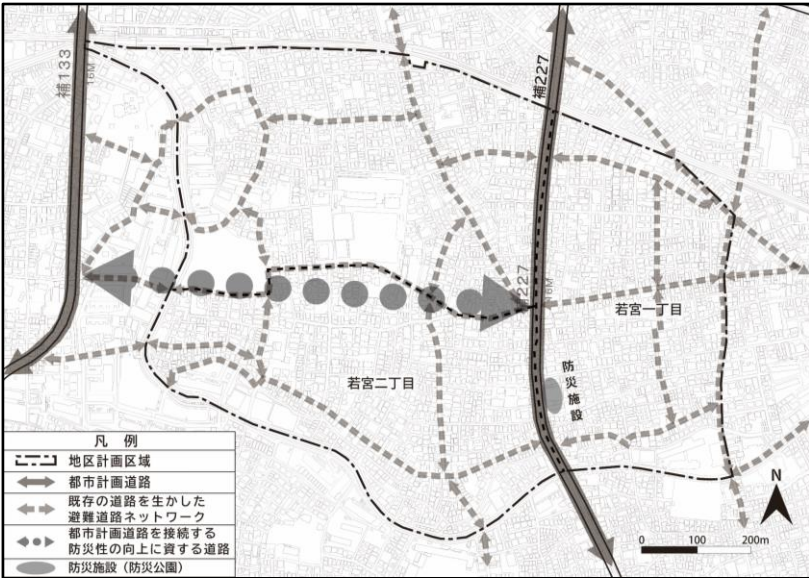 補133
16M
補227
227
16M
若宮一丁目
若宮二丁目
防災施設
凡 例
地区計画区域
都市計画道路
既存の道路を生かした
避難道路ネットワーク
都市計画道路を接続する
防災性の向上に資する道路
防災施設（防災公園）
N
0 100 200m